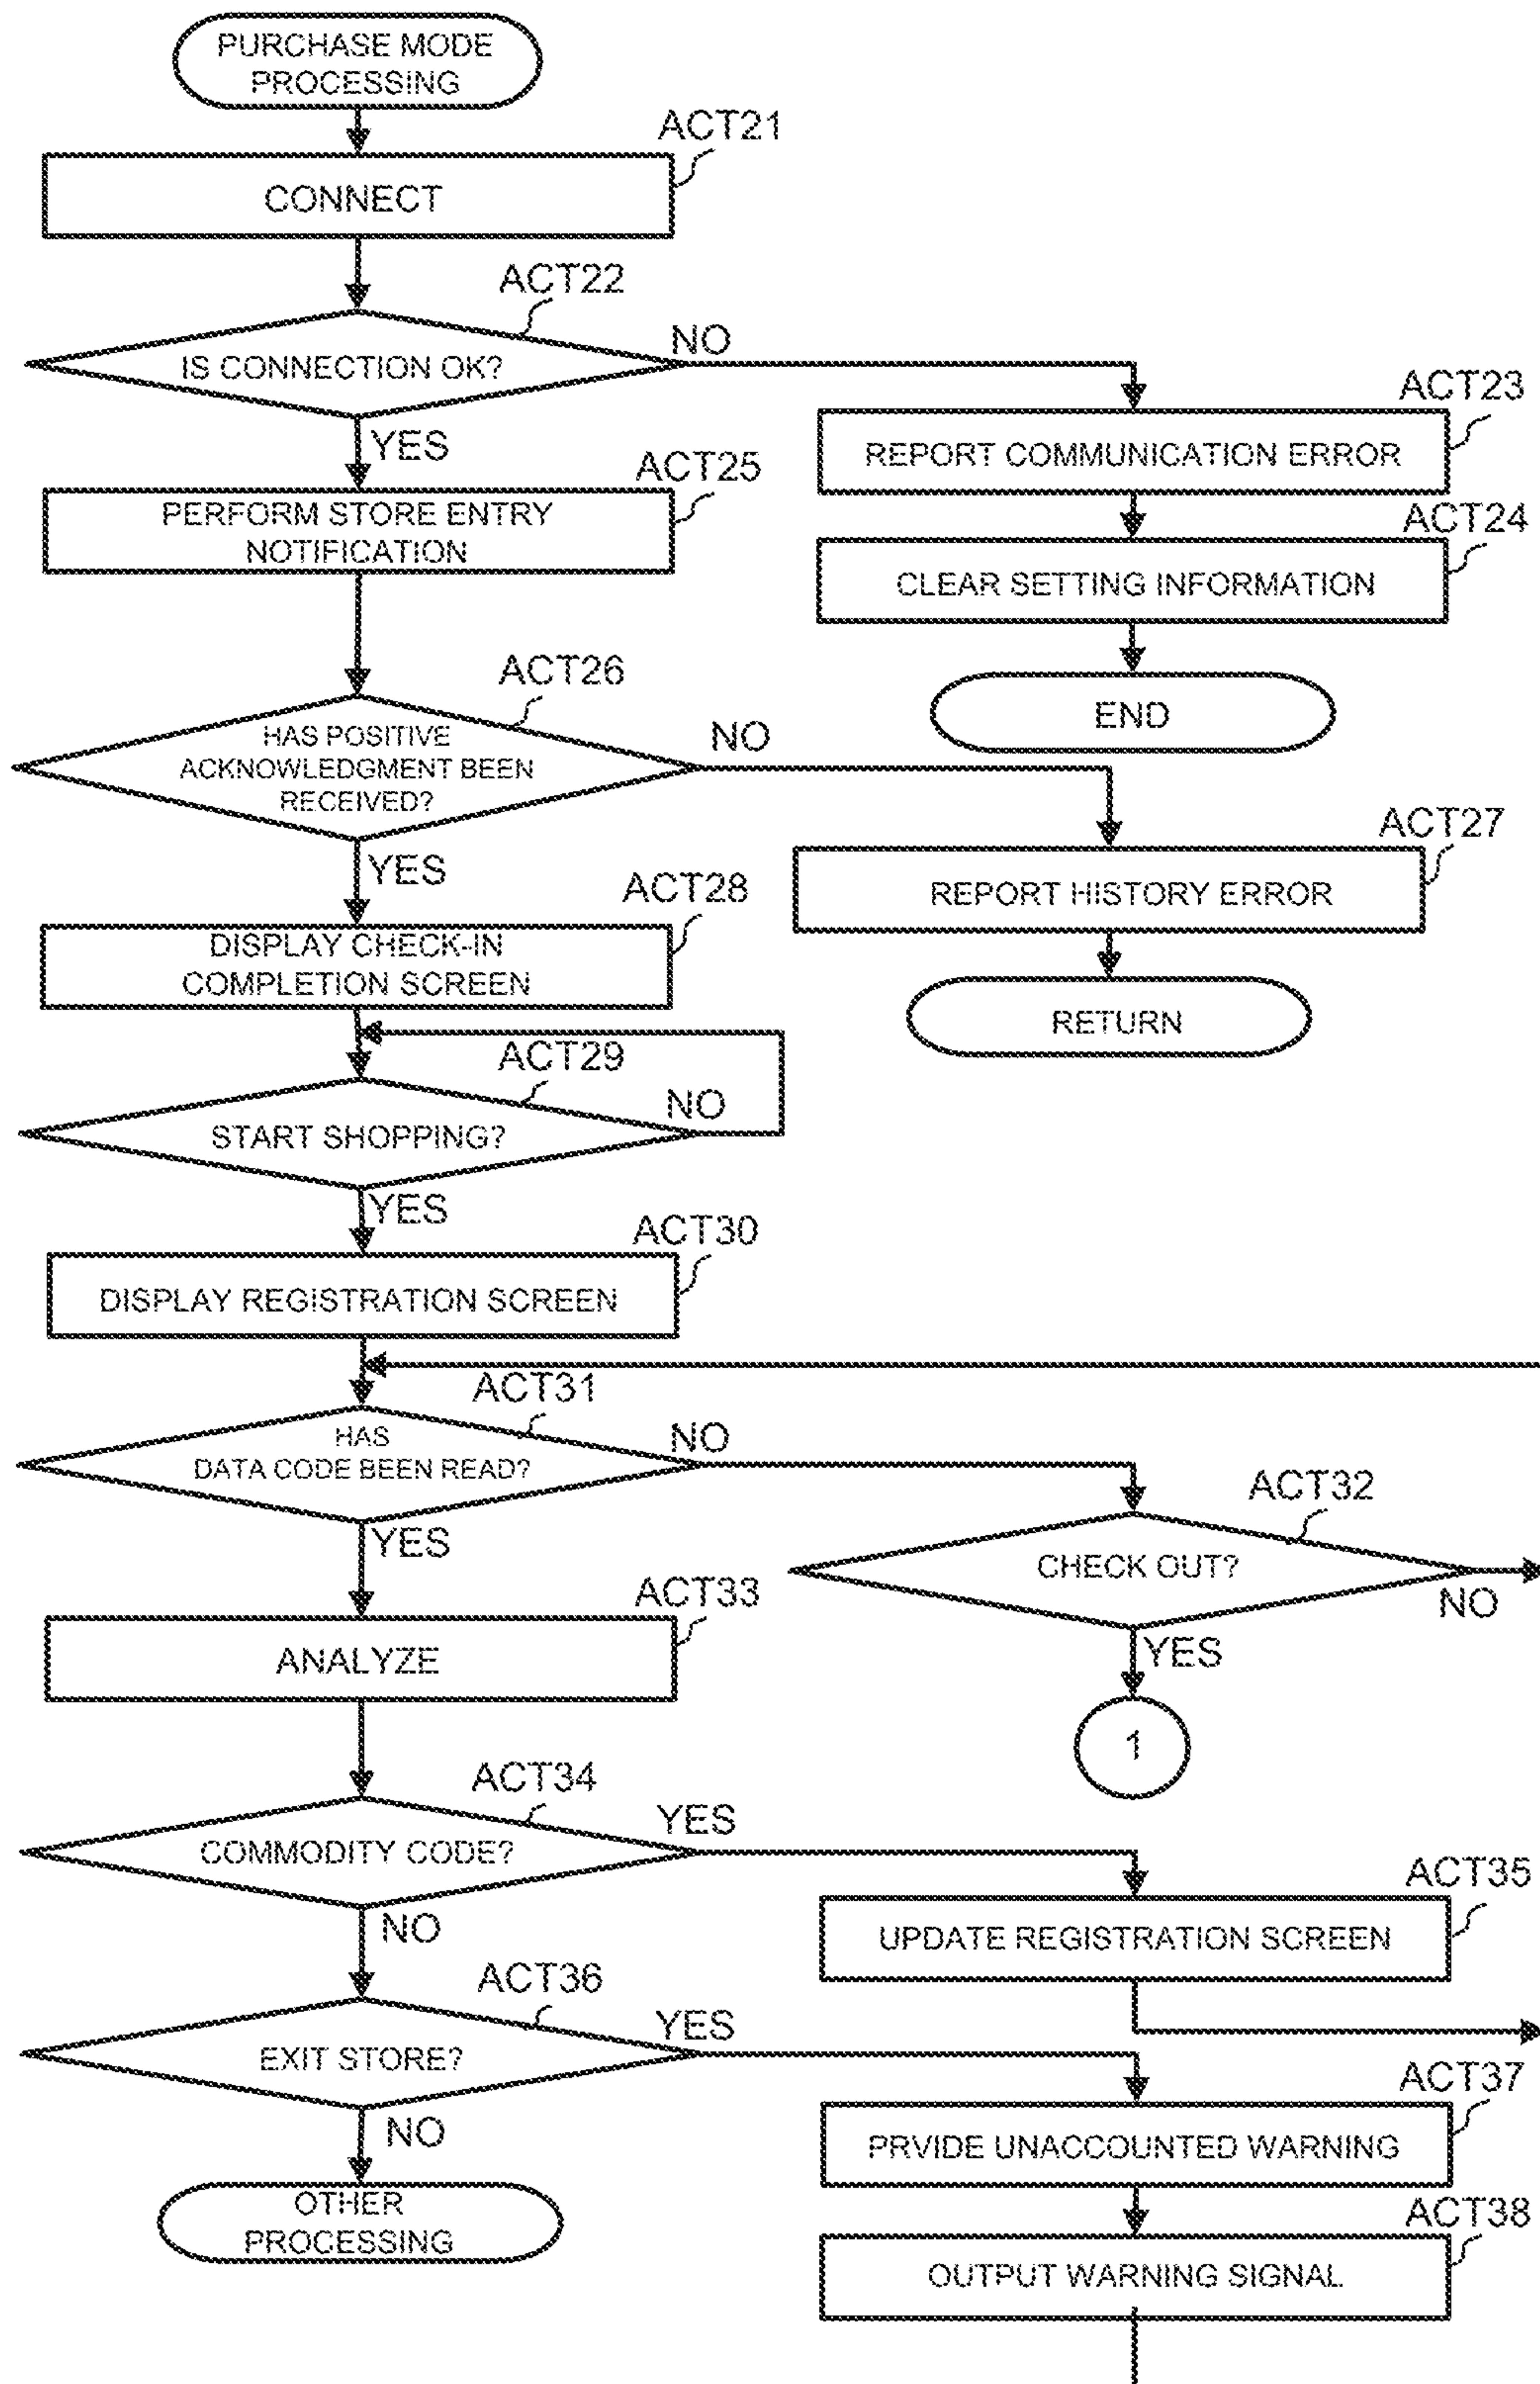 PURCHASE MODE
PROCESSING
ACT21
CONNECT
ACT22
IS CONNECTION OK?
NO
YES
ACT23
REPORT COMMUNICATION ERROR
ACT24
CLEAR SETTING INFORMATION
END
ACT25
PERFORM STORE ENTRY
NOTIFICATION
ACT26
HAS POSITIVE
ACKNOWLEDGMENT BEEN
RECEIVED?
NO
YES
ACT27
REPORT HISTORY ERROR
RETURN
ACT28
DISPLAY CHECK-IN
COMPLETION SCREEN
ACT29
START SHOPPING?
NO
YES
ACT30
DISPLAY REGISTRATION SCREEN
ACT31
HAS
DATA CODE BEEN READ?
NO
YES
ACT32
CHECK OUT?
NO
YES
1
ACT33
ANALYZE
ACT34
COMMODITY CODE?
YES
NO
ACT35
UPDATE REGISTRATION SCREEN
ACT36
EXIT STORE?
YES
NO
ACT37
PRVIDE UNACCOUNTED WARNING
ACT38
OUTPUT WARNING SIGNAL
OTHER
PROCESSING